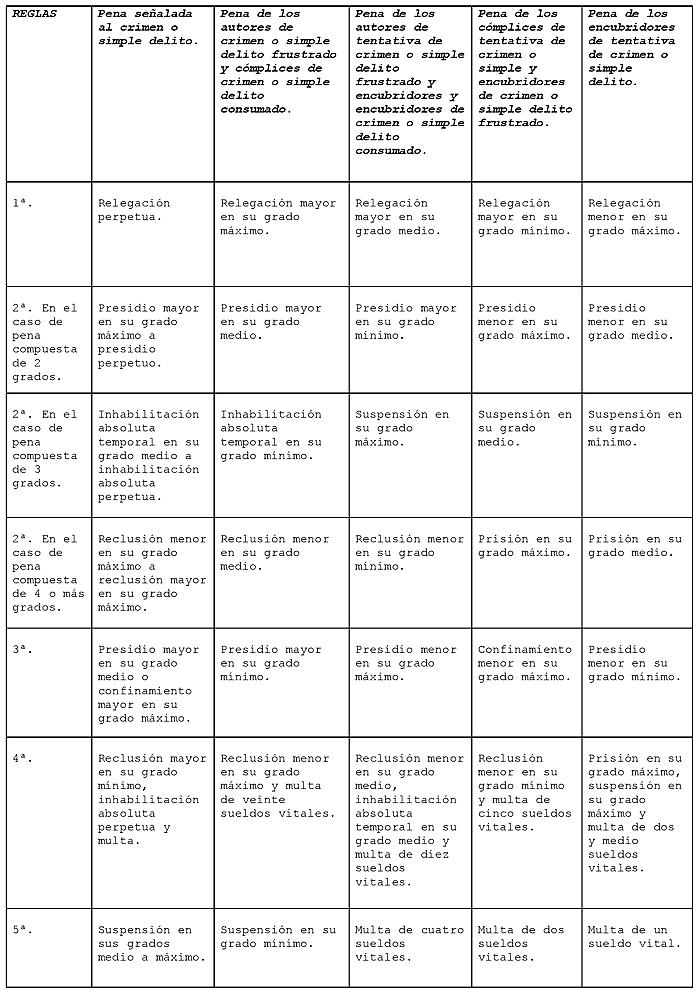 REGLAS
Pena señalada
al crimen o
simple delito.
Pena de los
autores de
crimen o simple
delito frustrado
y cómplices de
crimen o simple
delito
consumado.
Pena de los
autores de
tentativa de
crimen o simple
delito
frustrado y
encubridores y
encubridores de
crimen o simple
delito
consumado.
Pena de los
cómplices de
tentativa de
crimen o
simple y
encubridores
de crimen o
simple delito
frustrado.
Pena de los
encubridores
de tentativa
de crimen o
simple
delito.
1ª.
Relegación
perpetua.
Relegación mayor
en su grado
máximo.
Relegación
mayor en su
grado medio.
Relegación
mayor en su
grado mínimo.
Relegación
menor en su
grado máximo.
2ª. En el
caso de
pena
compuesta
de 2
grados.
Presidio mayor
en su grado
máximo a
presidio
perpetuo.
Presidio mayor
en su grado
medio.
Presidio mayor
en su grado
mínimo.
Presidio
menor en su
grado máximo.
Presidio
menor en su
grado medio.
2ª. En el
caso de
pena
compuesta
de 3
grados.
Inhabilitación
absoluta
temporal en su
grado medio a
inhabilitación
absoluta
perpetua.
Inhabilitación
absoluta
temporal en su
grado mínimo.
Suspensión en
su grado
máximo.
Suspensión en
su grado
medio.
Suspensión en
su grado
mínimo.
2ª. En el
caso de
pena
compuesta
de 4 o más
grados.
Reclusión menor
en su grado
máximo a
reclusión mayor
en su grado
máximo.
Reclusión menor
en su grado
medio.
Reclusión menor
en su grado
mínimo.
Prisión en su
grado máximo.
Prisión en su
grado medio.
3ª.
Presidio mayor
en su grado
medio o
confinamiento
mayor en su
grado máximo.
Presidio mayor
en su grado
mínimo.
Presidio menor
en su grado
máximo.
Confinamiento
menor en su
grado máximo.
Presidio
menor en su
grado mínimo.
4ª.
Reclusión mayor
en su grado
mínimo,
inhabilitación
absoluta
perpetua y
multa.
Reclusión menor
en su grado
máximo y multa
de veinte
sueldos vitales.
Reclusión menor
en su grado
medio,
inhabilitación
absoluta
temporal en su
grado medio y
multa de diez
sueldos
vitales.
Reclusión
menor en su
grado mínimo
y multa de
cinco sueldos
vitales.
Prisión en su
grado máximo,
suspensión en
su grado
máximo y
multa de dos
y medio
sueldos
vitales.
5ª.
Suspensión en
sus grados
medio a máximo.
Suspensión en su
grado mínimo.
Multa de cuatro
sueldos
vitales.
Multa de dos
sueldos
vitales.
Multa de un
sueldo vital.